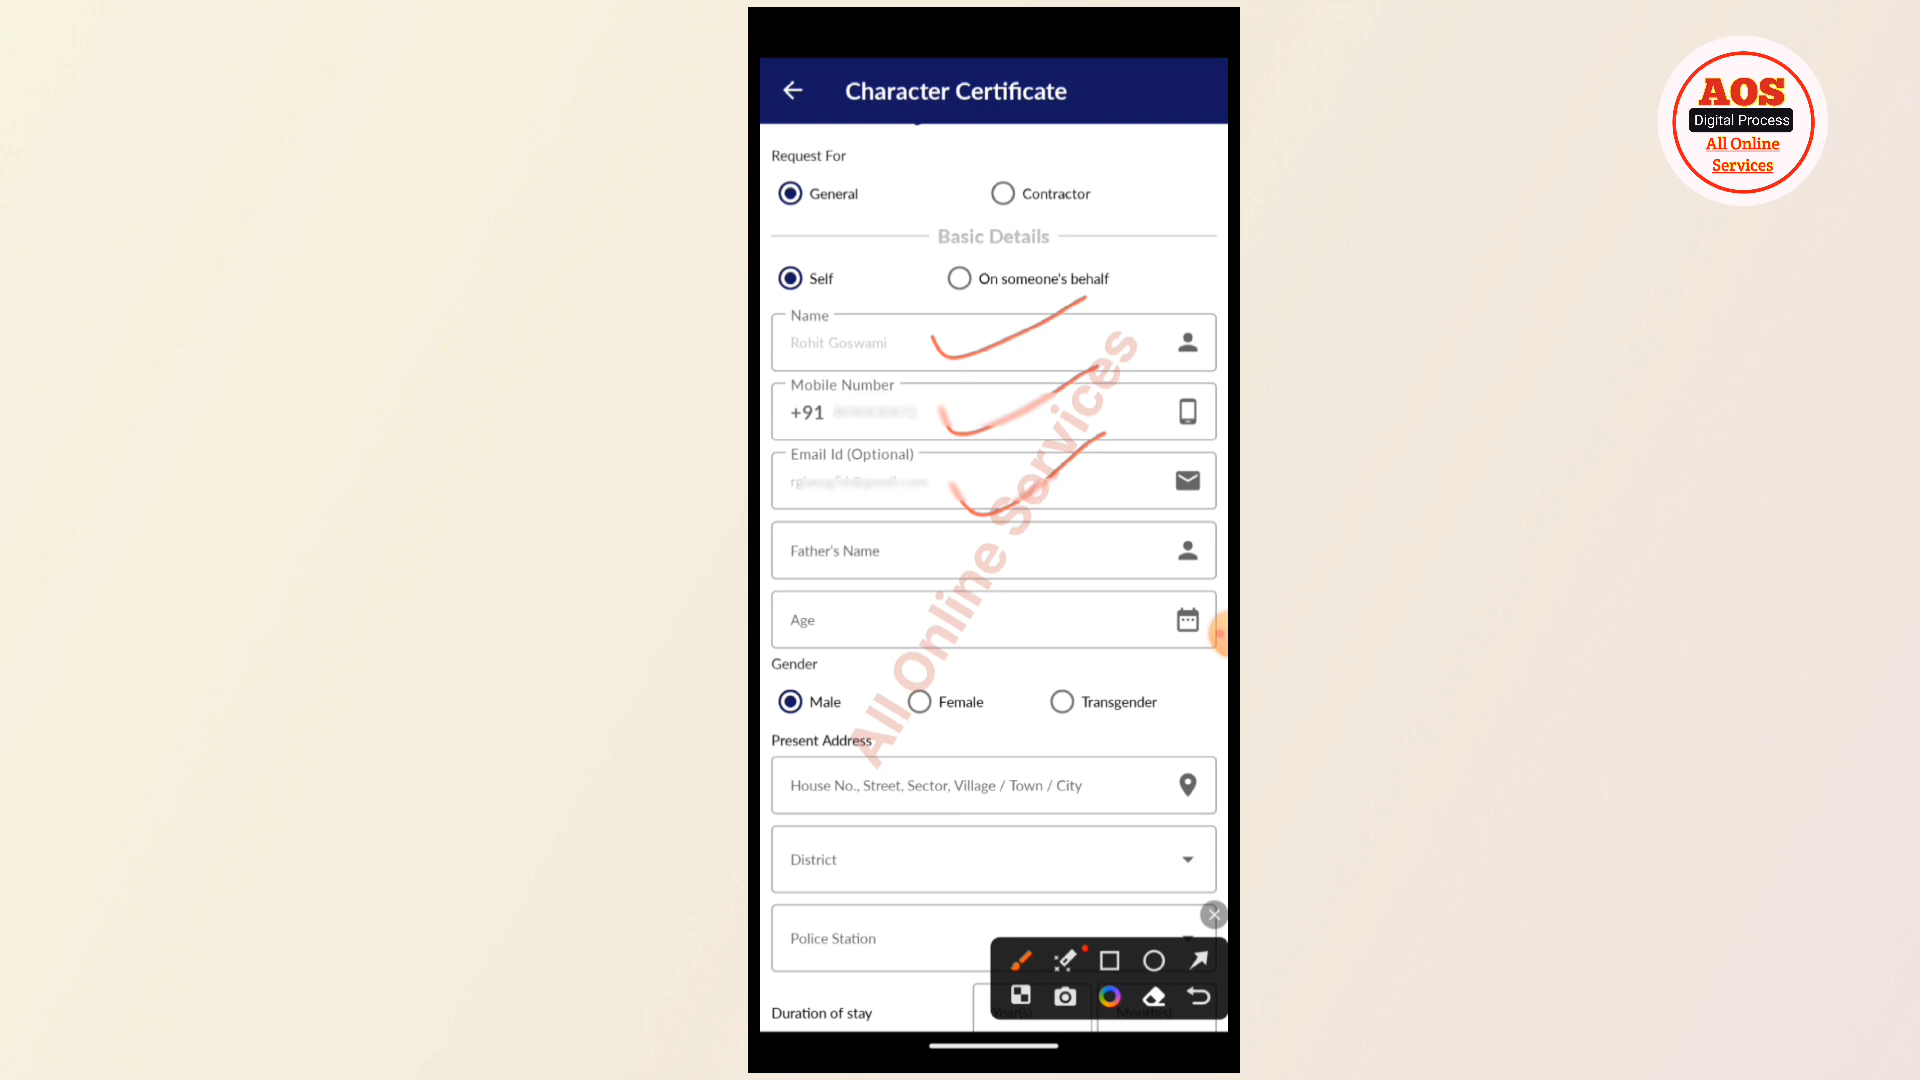 Character Certificate
AOS
Digital Process
All Online
Services
Request For
General
Contractor
Basic Details
Self
On someone's behalf
Name
Rohit Goswami
Mobile Number
+91
Email Id (Optional)
Father's Name
Age
Gender
Male
Female
Transgender
Present Address
House No., Street, Sector, Village / Town / City
District
Police Station
Duration of stay
Year(s)
Month(s)
All Online Services